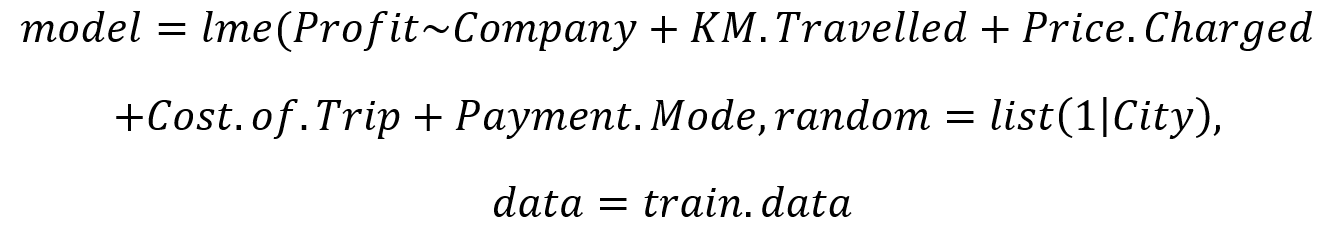 model = lme(Profit~Company + KM.Travelled + Price.Charged
+Cost.of.Trip + Payment.Mode, random = list(1|City),
data = train.data